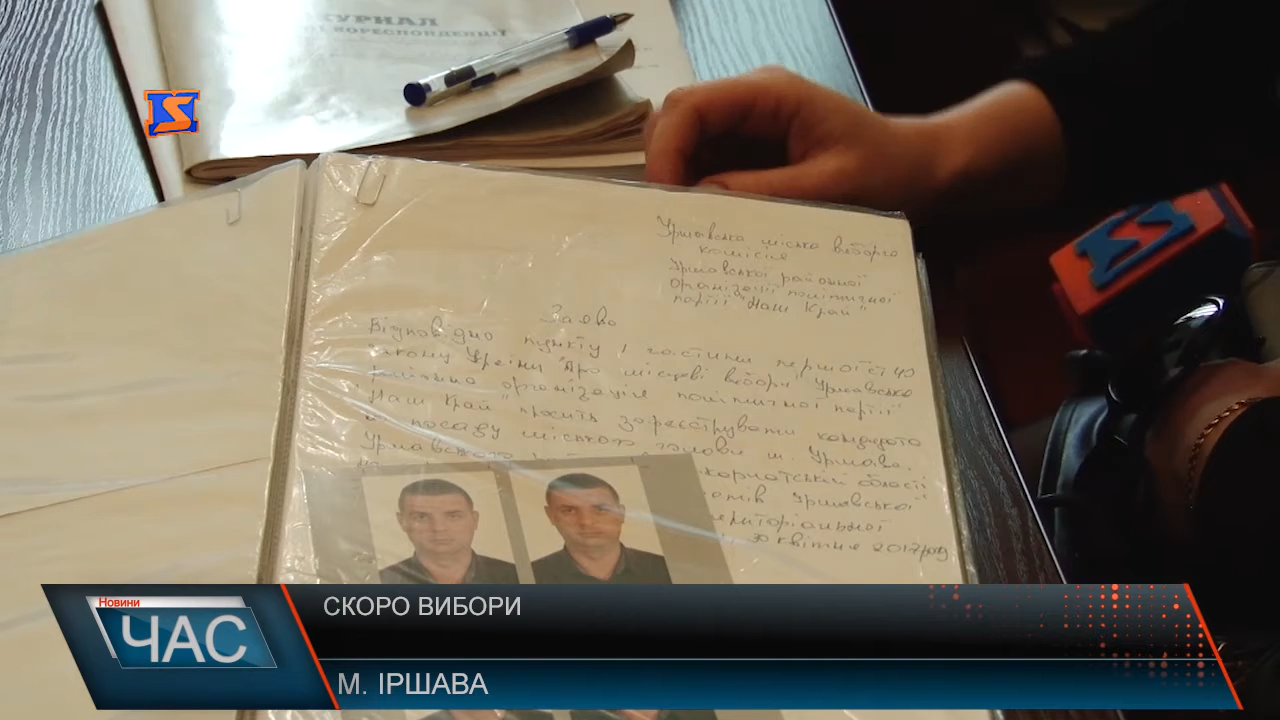 ЖУРНАЛ
КОРЕСПОНДЕНЦІЇ
S
Іршавська міська виборча
комісія
Іршавської районної
організації політичної
партії "Наш Край"
Заява
Відповідно пункту 1 частини першої ст 40
закону України "Про місцеві вибори" Іршавська
районна організація політичної партії
"Наш Край" просить зареєструвати кандидата
на посаду міського голови м. Іршава,
Іршавського
карпатській області
Іршавської
територіальної
30 квітня 2017 року
Новини
ЧАС
СКОРО ВИБОРИ
М. ІРШАВА